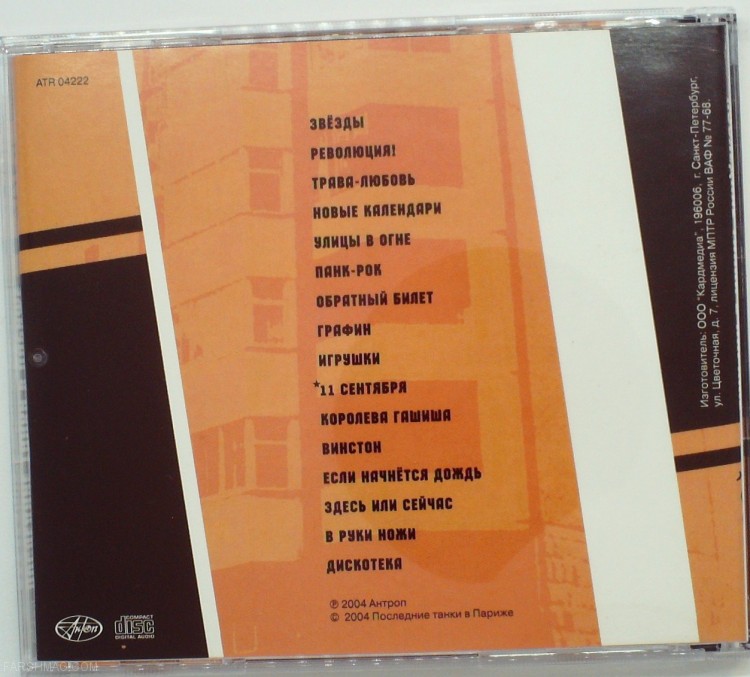 ATR 04222
ЗВЁЗДЫ
РЕВОЛЮЦИЯ!
ТРАВА-ЛЮБОВЬ
НОВЫЕ КАЛЕНДАРИ
УЛИЦЫ В ОГНЕ
ПАНК-РОК
ОБРАТНЫЙ БИЛЕТ
ГРАФИН
ИГРУШКИ
*11 СЕНТЯБРЯ
КОРОЛЕВА ГАШИША
ВИНСТОН
ЕСЛИ НАЧНЁТСЯ ДОЖДЬ
ЗДЕСЬ ИЛИ СЕЙЧАС
В РУКИ НОЖИ
ДИСКОТЕКА
℗ 2004 Антроп
© 2004 Последние танки в Париже
Изготовитель: ООО "Кардмедиа", 196006, г. Санкт-Петербург,
ул. Цветочная, д. 7, лицензия МПТР России ВАФ № 77-68.
АнТроп
COMPACT
disc
DIGITAL AUDIO